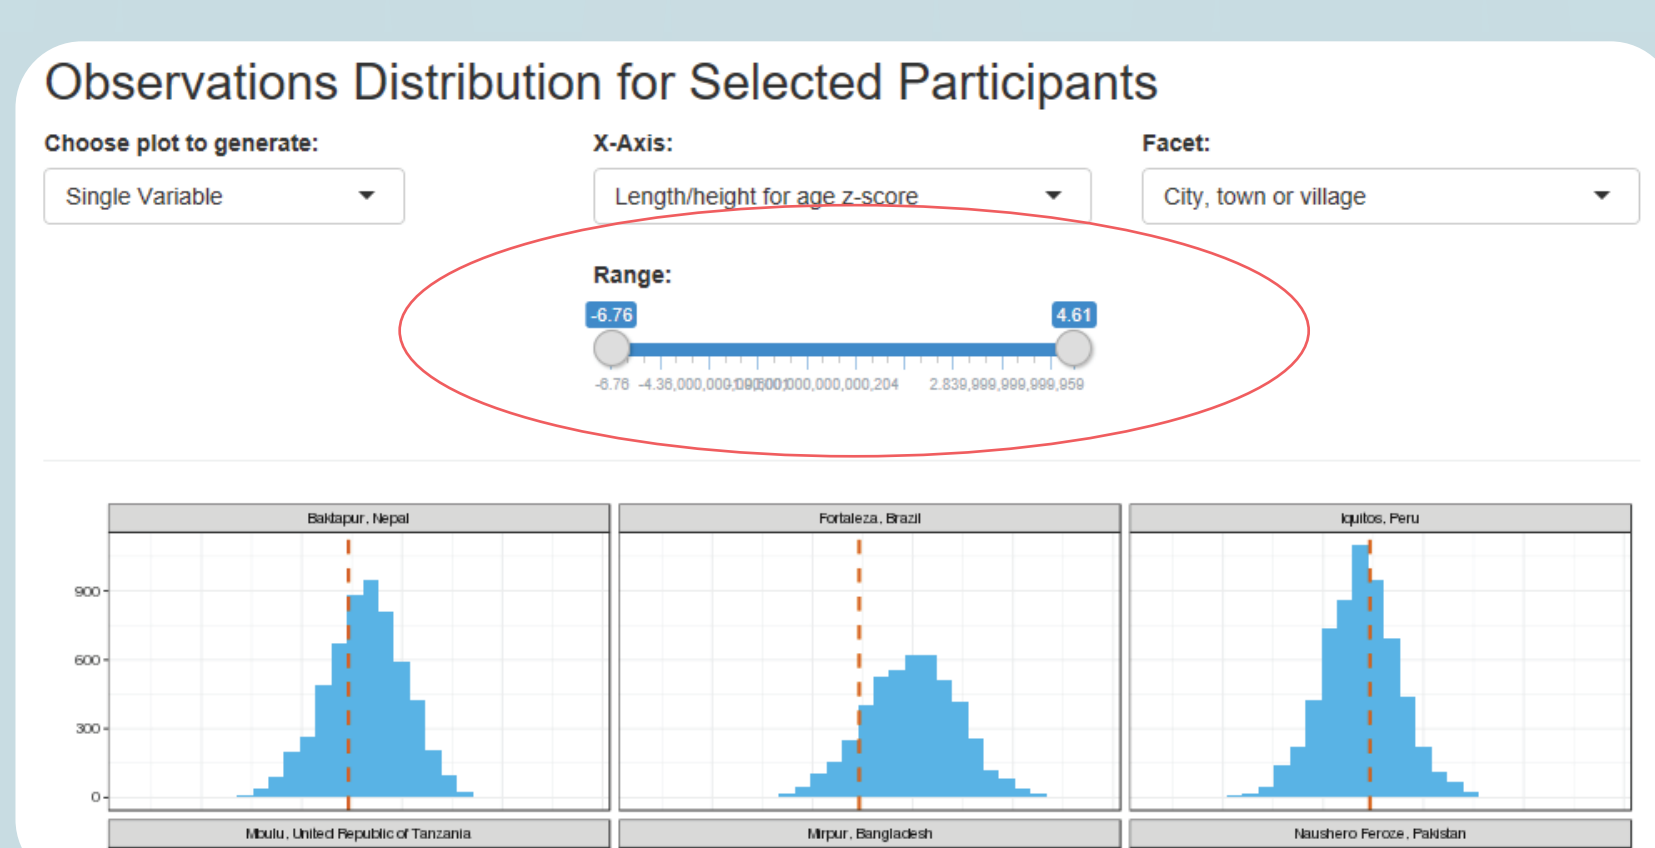 Observations Distribution for Selected Participants
Choose plot to generate: X-Axis: Facet:
Single Variable Length/height for age z-score City, town or village
Range:
-6.76 4.61
-6.76 2.839,999,999,999,959
Baktapur, Nepal Fortaleza, Brazil Iquitos, Peru
900
600
300
0
Mbulu, United Republic of Tanzania Mirpur, Bangladesh Naushero Feroze, Pakistan